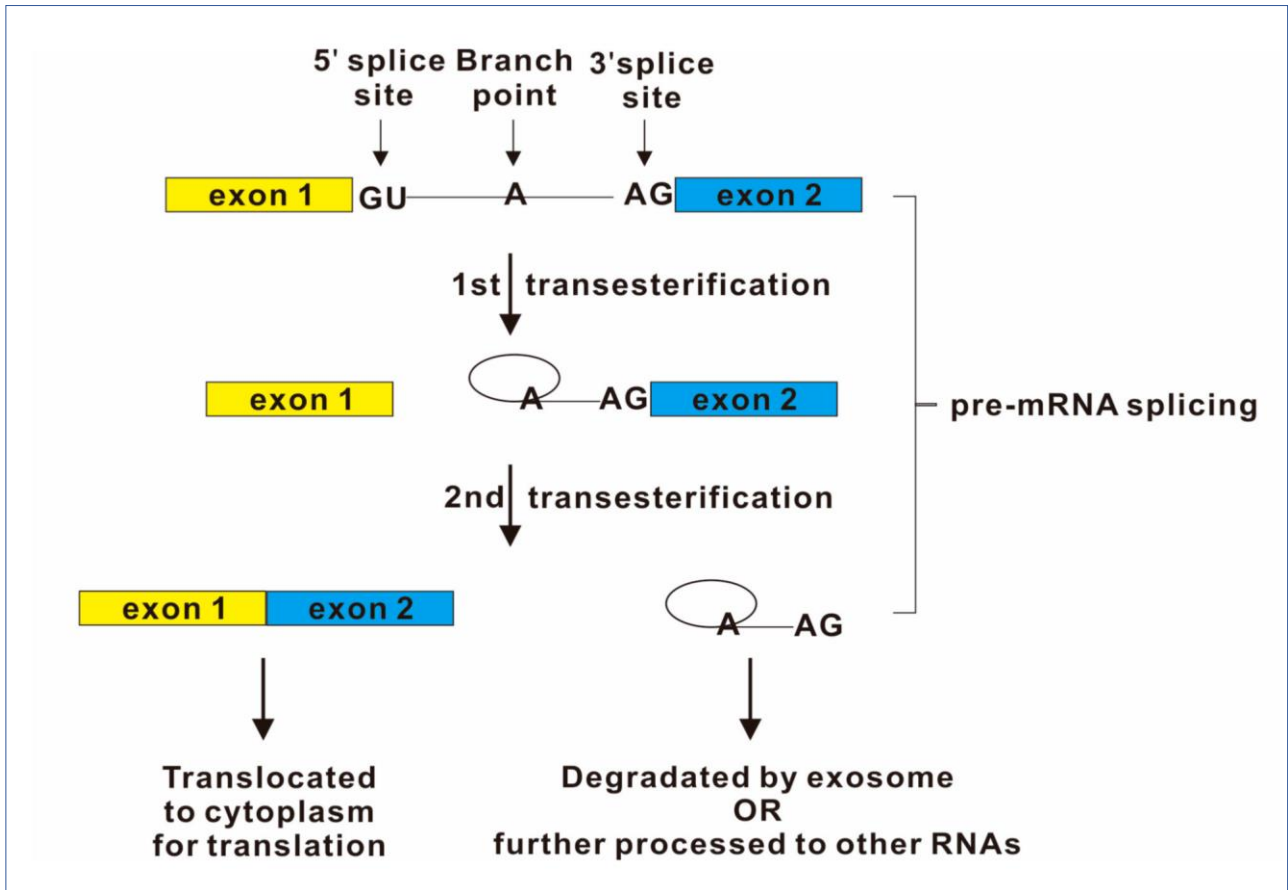 5' splice site
Branch point
3'splice site
exon 1
GU
A
AG
exon 2
1st transesterification
exon 1
A
AG
exon 2
pre-mRNA splicing
2nd transesterification
exon 1
exon 2
A
AG
Translocated
to cytoplasm
for translation
Degradated by exosome
OR
further processed to other RNAs